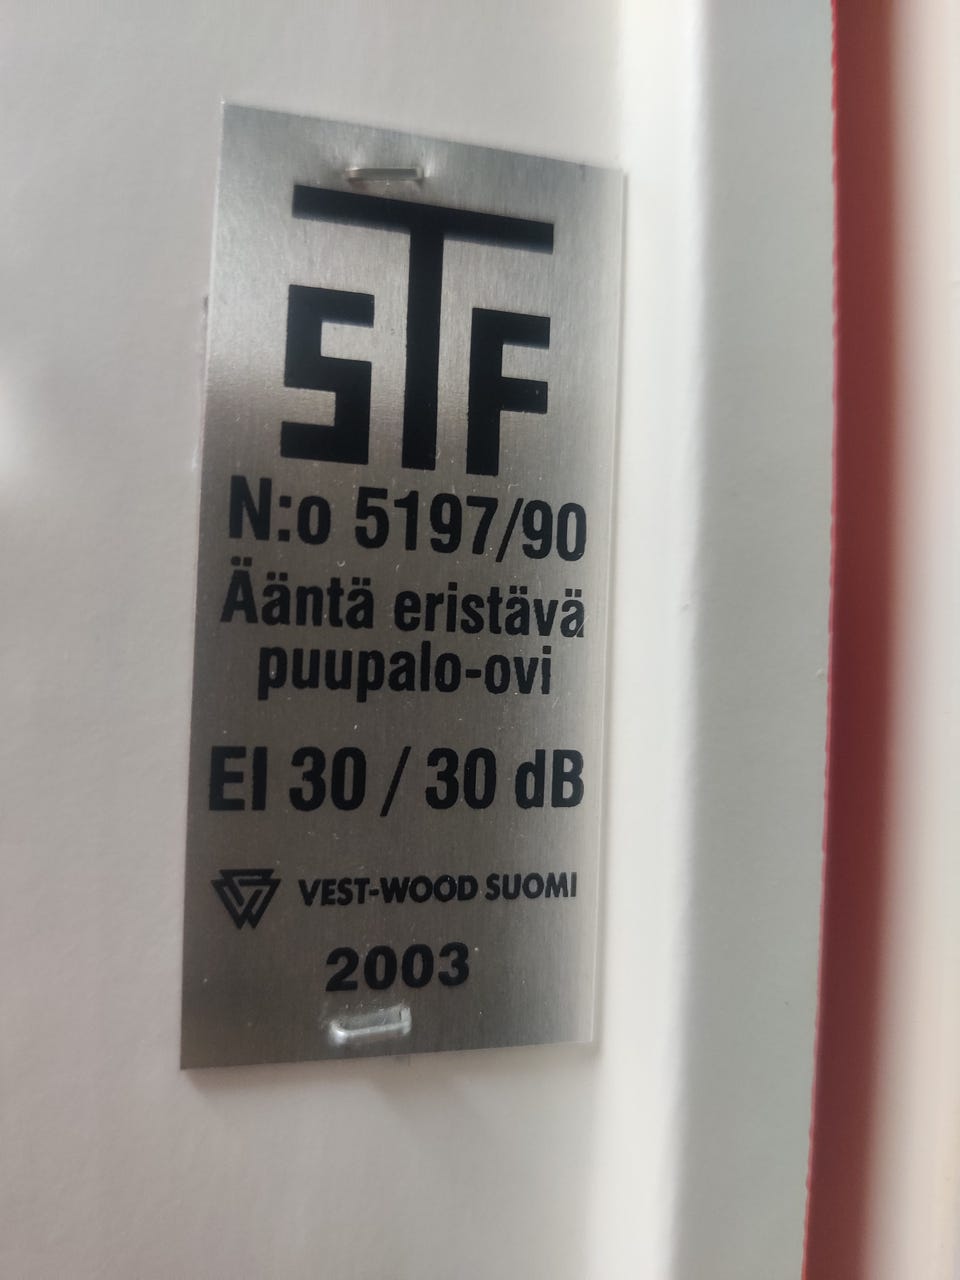 STF
N:o 5197/90
Ääntä eristävä
puupalo-ovi
EI 30 / 30 dB
VEST-WOOD SUOMI
2003